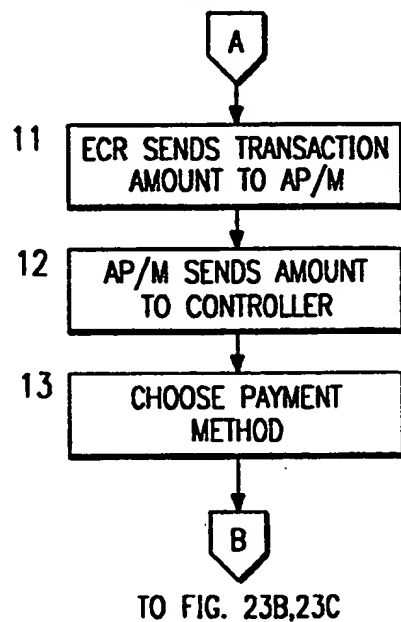 A
11
ECR SENDS TRANSACTION
AMOUNT TO AP/M
12
AP/M SENDS AMOUNT
TO CONTROLLER
13
CHOOSE PAYMENT
METHOD
B
TO FIG. 23B,23C